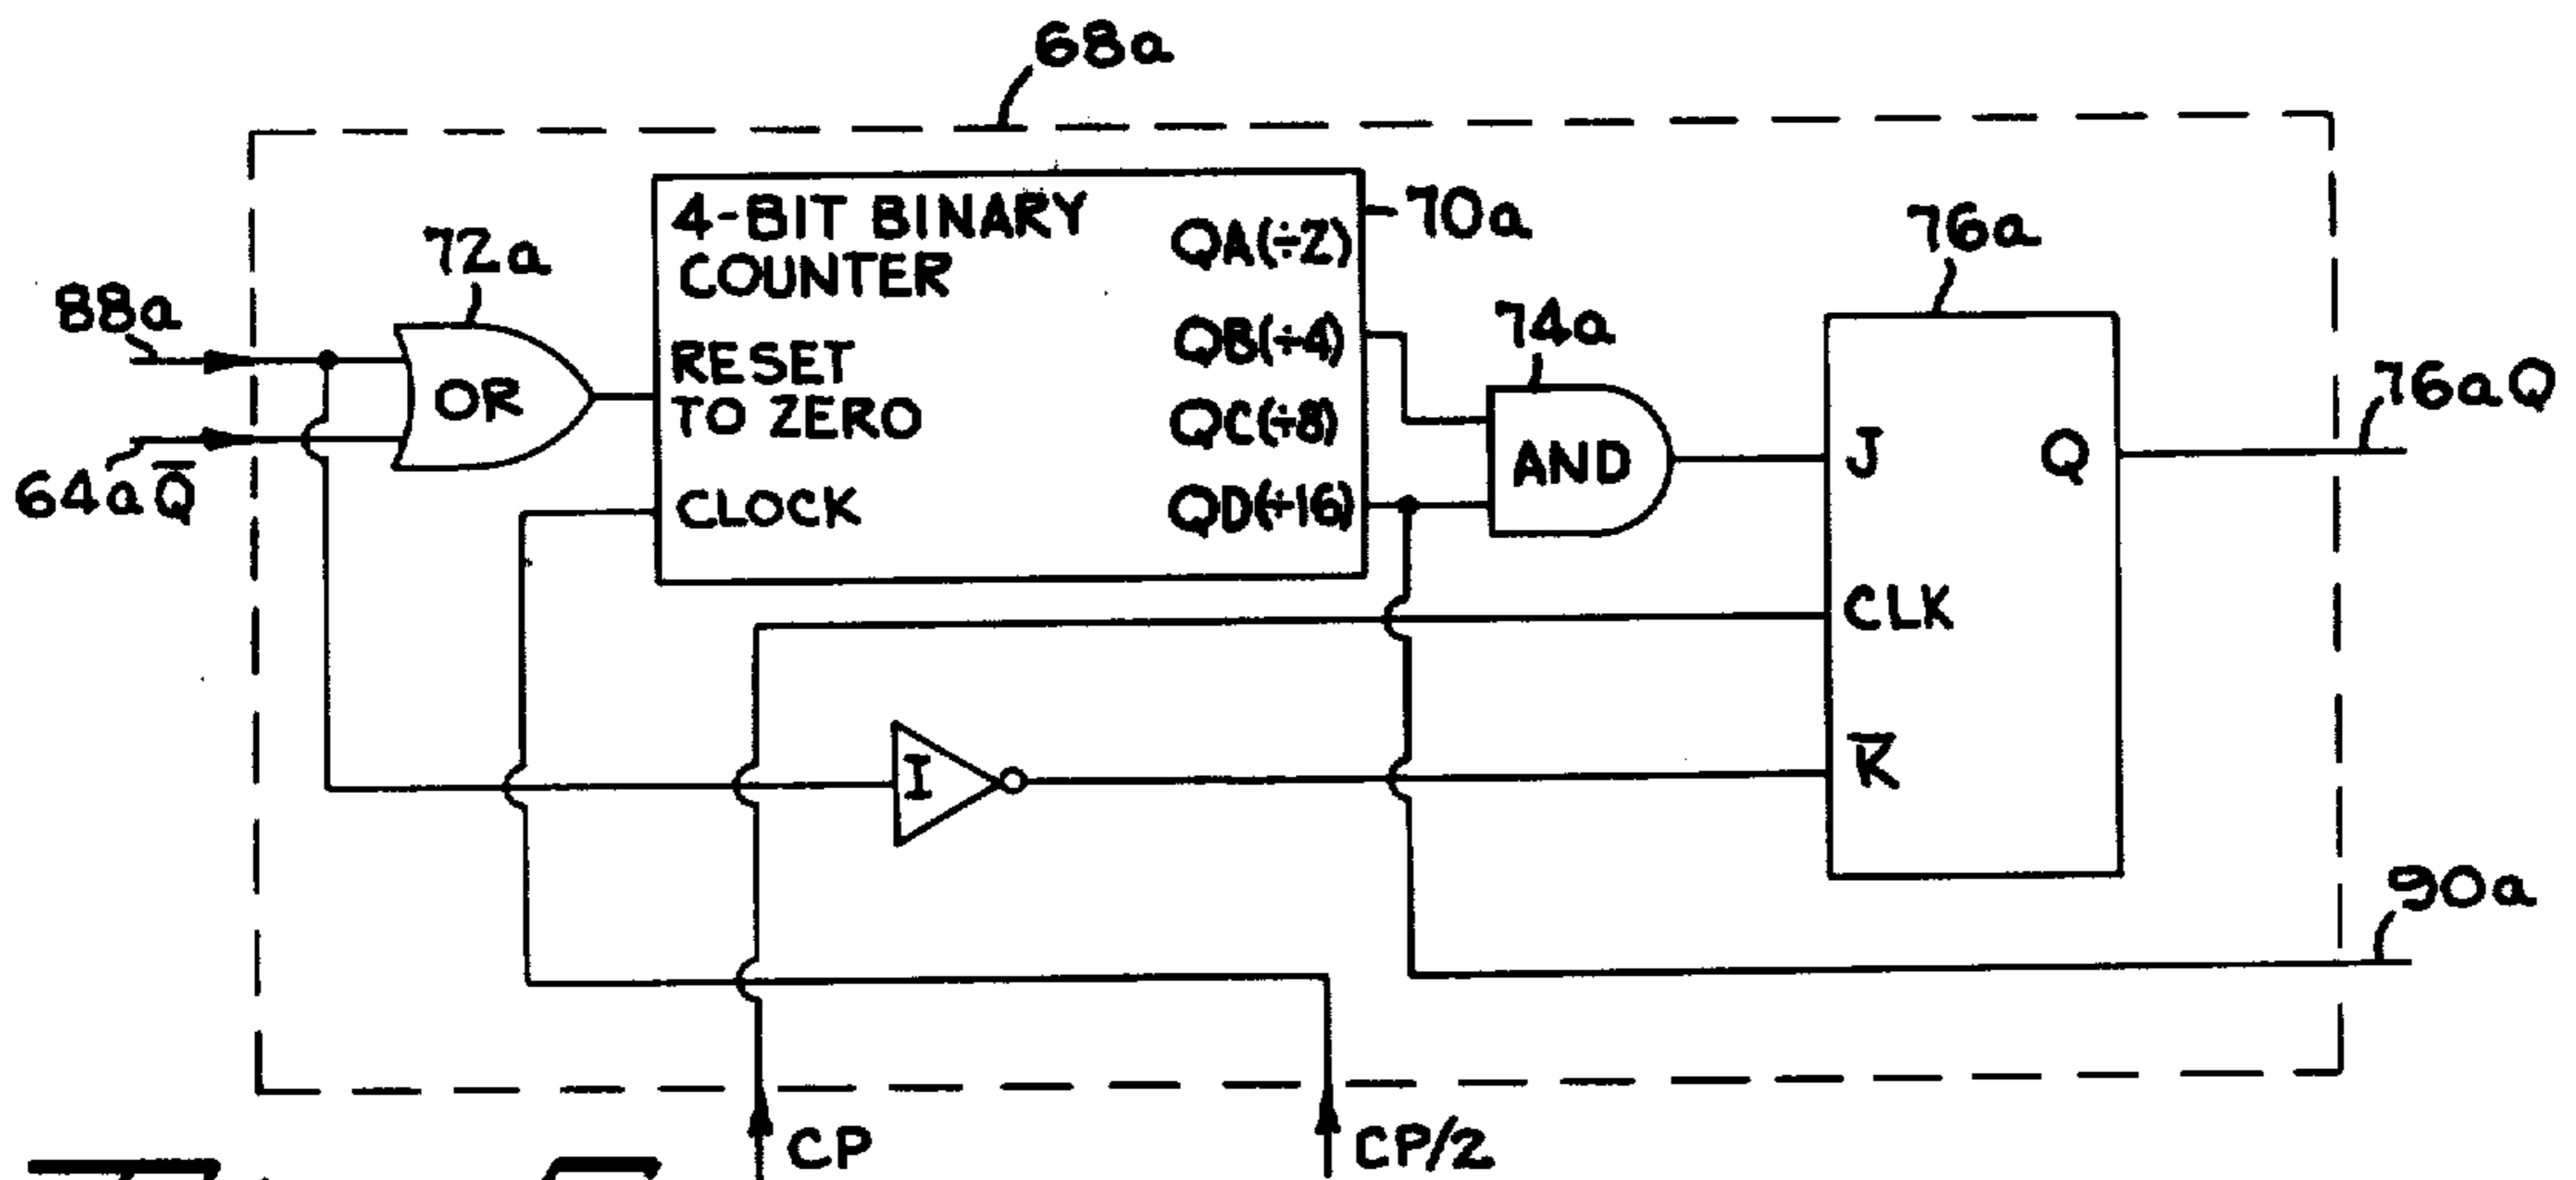 68a
4-BIT BINARY
COUNTER
QA(÷2)
70a
72a
76a
88a
RESET
TO ZERO
QB(÷4)
74a
OR
QC(÷8)
76aQ
64aQ̅
AND
J
Q
CLOCK
QD(÷16)
CLK
I
K̅
90a
CP
CP/2